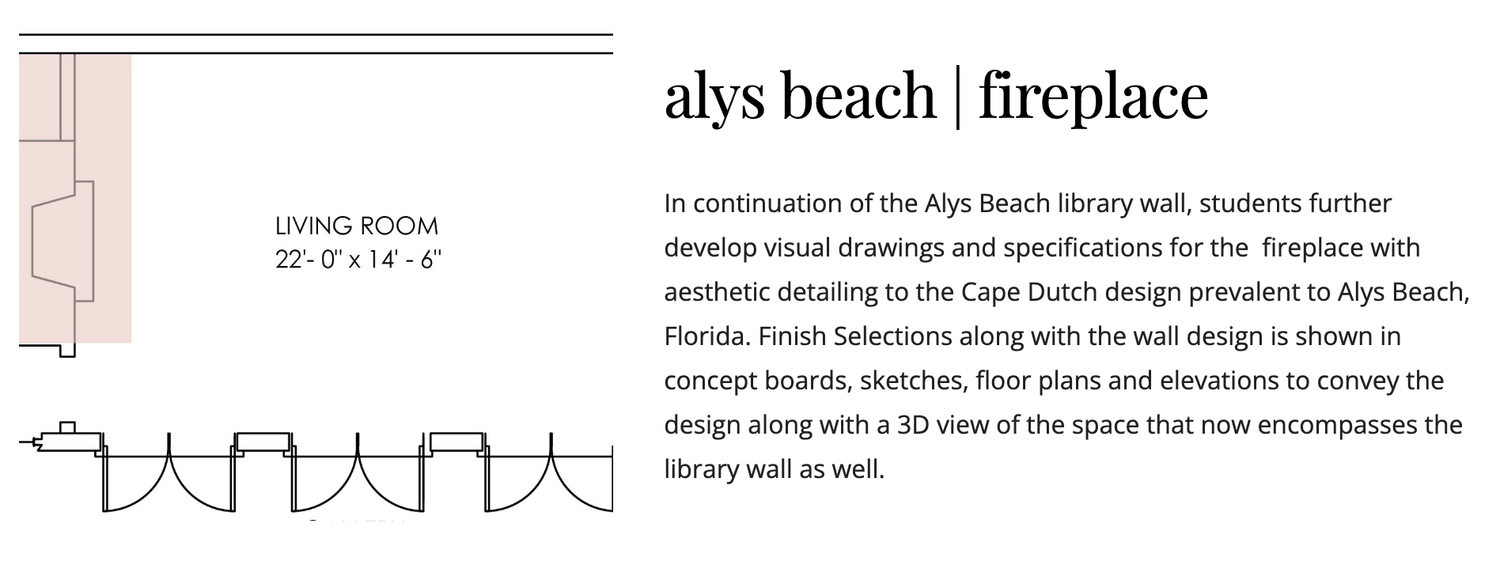 LIVING ROOM
22'- 0" x 14' - 6"
alys beach | fireplace
In continuation of the Alys Beach library wall, students further
develop visual drawings and specifications for the  fireplace with
aesthetic detailing to the Cape Dutch design prevalent to Alys Beach,
Florida. Finish Selections along with the wall design is shown in
concept boards, sketches, floor plans and elevations to convey the
design along with a 3D view of the space that now encompasses the
library wall as well.